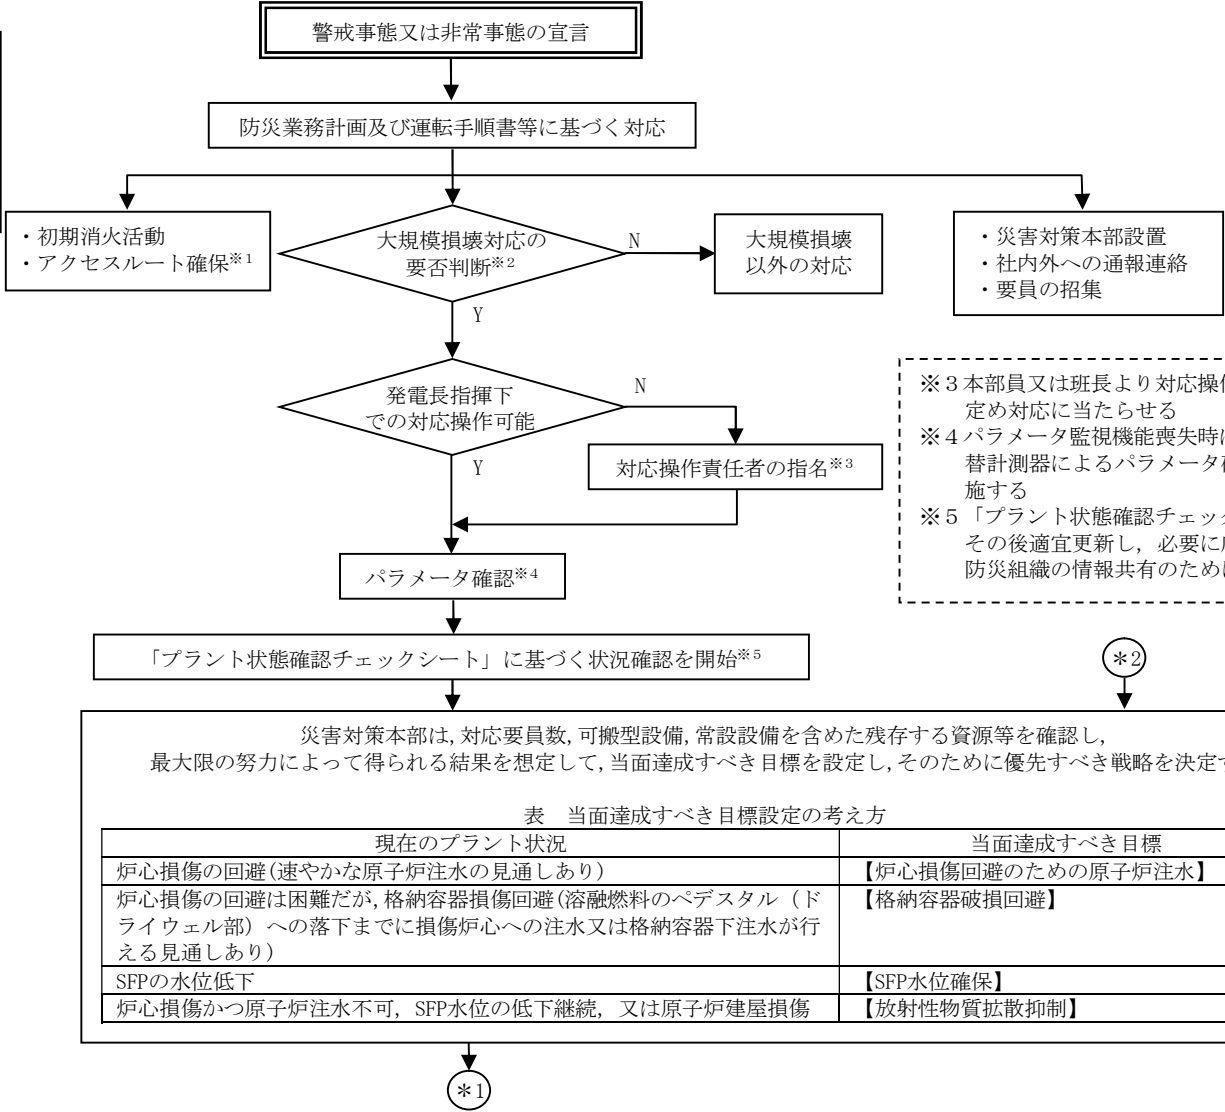 警戒事態又は非常事態の宣言
防災業務計画及び運転手順書等に基づく対応
・初期消火活動
・アクセスルート確保※1
大規模損壊対応の
要否判断※2
N
大規模損壊
以外の対応
・災害対策本部設置
・社内外への通報連絡
・要員の招集
Y
発電長指揮下
での対応操作可能
N
対応操作責任者の指名※3
Y
※３本部員又は班長より対応操
定め対応に当たらせる
※４パラメータ監視機能喪失時
替計測器によるパラメータ
施する
※５「プラント状態確認チェッ
その後適宜更新し，必要に
防災組織の情報共有のため
パラメータ確認※4
「プラント状態確認チェックシート」に基づく状況確認を開始※5
＊2
災害対策本部は,対応要員数,可搬型設備,常設設備を含めた残存する資源等を確認し,
最大限の努力によって得られる結果を想定して,当面達成すべき目標を設定し,そのために優先すべき戦略を決定
表　当面達成すべき目標設定の考え方
現在のプラント状況 当面達成すべき目標
炉心損傷の回避(速やかな原子炉注水の見通しあり) 【炉心損傷回避のための原子炉注水】
炉心損傷の回避は困難だが,格納容器損傷回避(溶融燃料のペデスタル（ド 【格納容器破損回避】
ライウェル部）への落下までに損傷炉心への注水又は格納容器下注水が行
える見通しあり)
SFPの水位低下 【SFP水位確保】
炉心損傷かつ原子炉注水不可，SFP水位の低下継続，又は原子炉建屋損傷 【放射性物質拡散抑制】
＊1